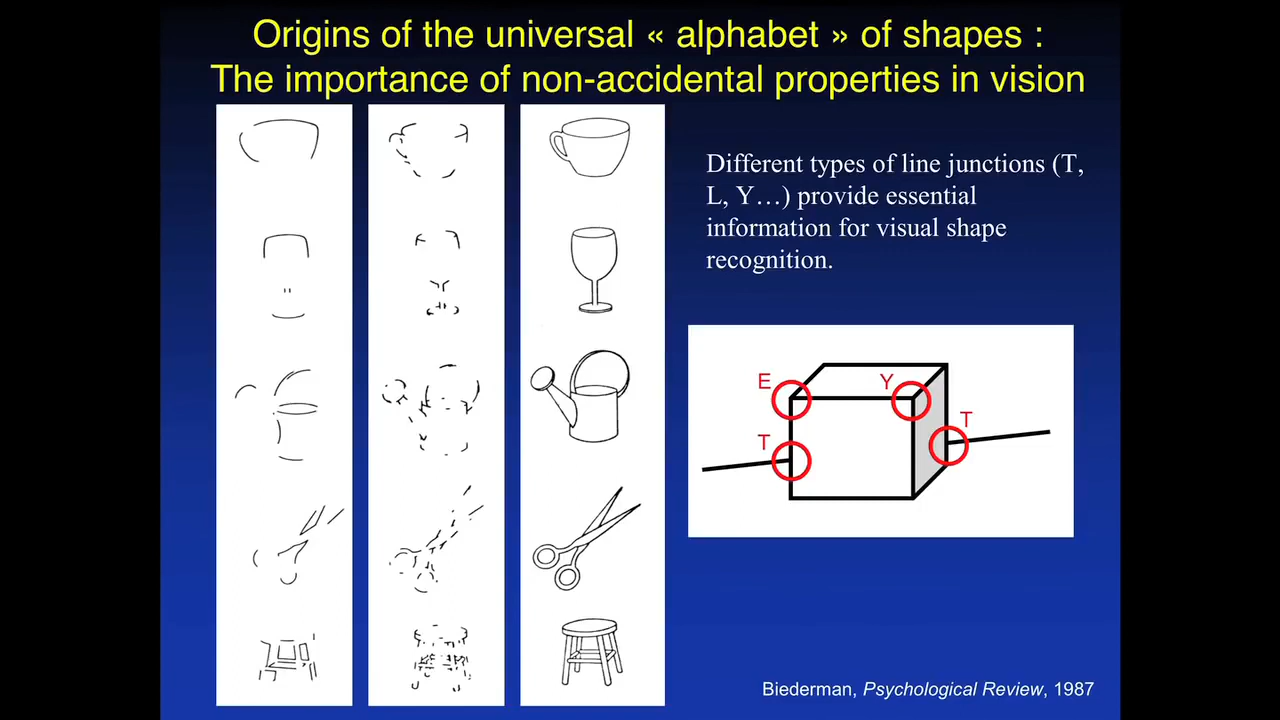 Origins of the universal « alphabet » of shapes :
The importance of non-accidental properties in vision
Different types of line junctions (T,
L, Y…) provide essential
information for visual shape
recognition.
E
Y
T
T
Biederman, Psychological Review, 1987